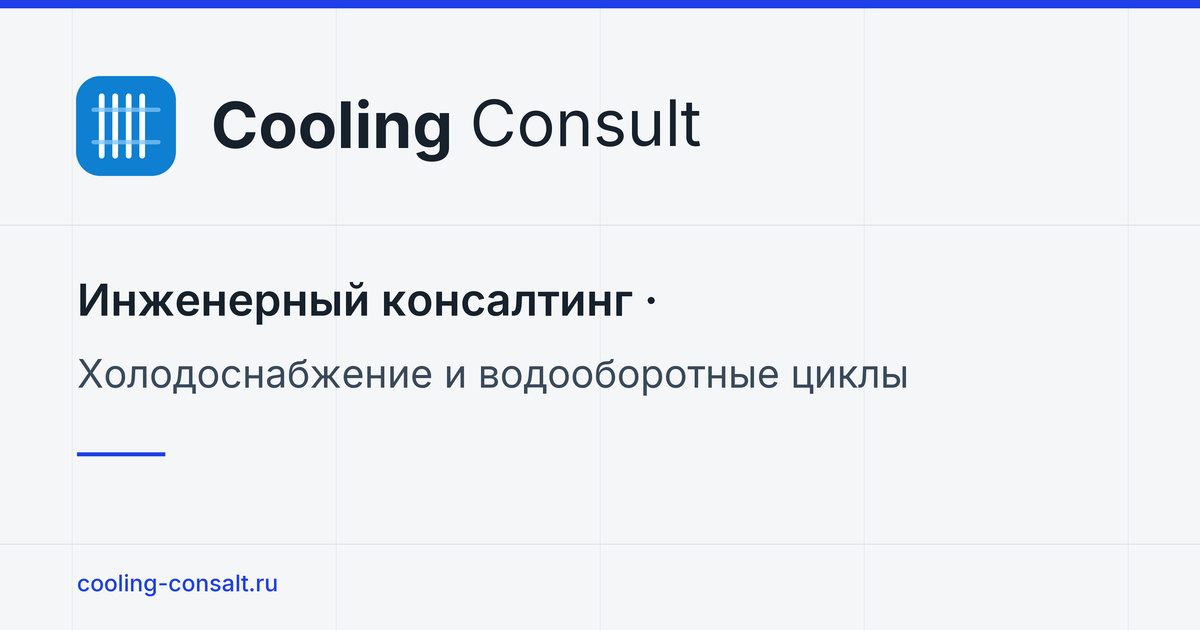 Cooling Consult
Инженерный консалтинг ·
Холодоснабжение и водооборотные циклы
cooling-consalt.ru